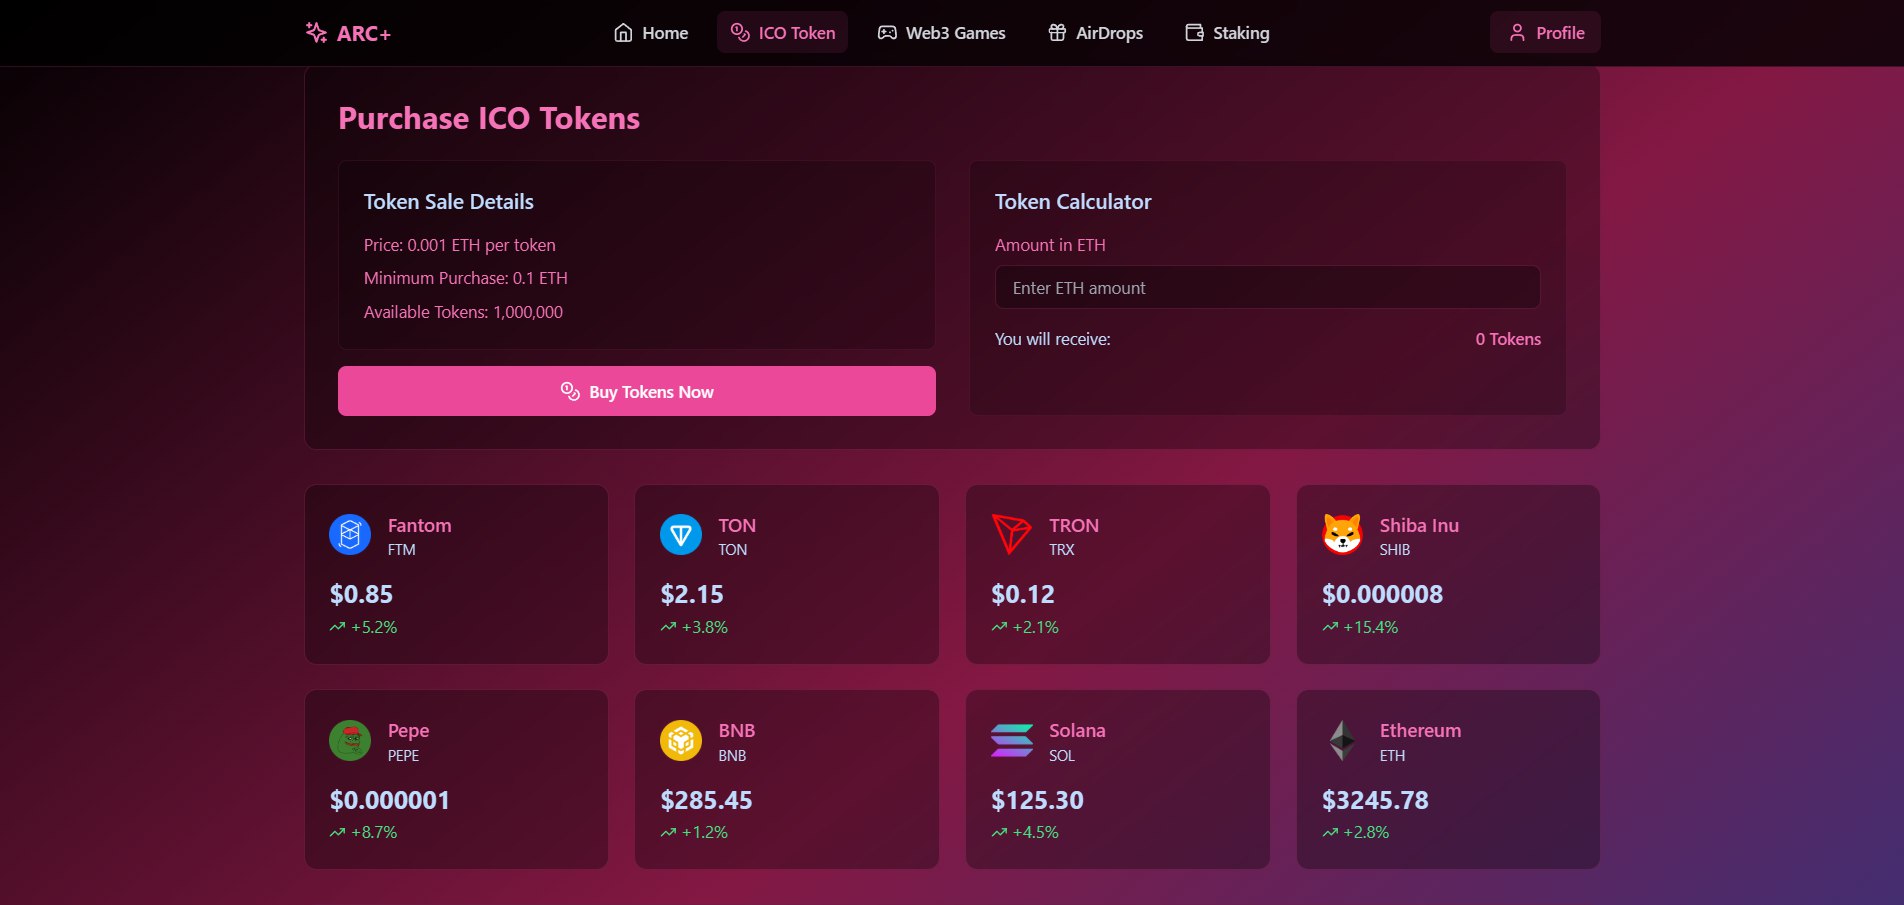 ARC+
Home
ICO Token
Web3 Games
AirDrops
Staking
Profile
Purchase ICO Tokens
Token Sale Details
Price: 0.001 ETH per token
Minimum Purchase: 0.1 ETH
Available Tokens: 1,000,000
Buy Tokens Now
Token Calculator
Amount in ETH
Enter ETH amount
You will receive:
0 Tokens
Fantom
FTM
$0.85
+5.2%
TON
TON
$2.15
+3.8%
TRON
TRX
$0.12
+2.1%
Shiba Inu
SHIB
$0.000008
+15.4%
Pepe
PEPE
$0.000001
+8.7%
BNB
BNB
$285.45
+1.2%
Solana
SOL
$125.30
+4.5%
Ethereum
ETH
$3245.78
+2.8%